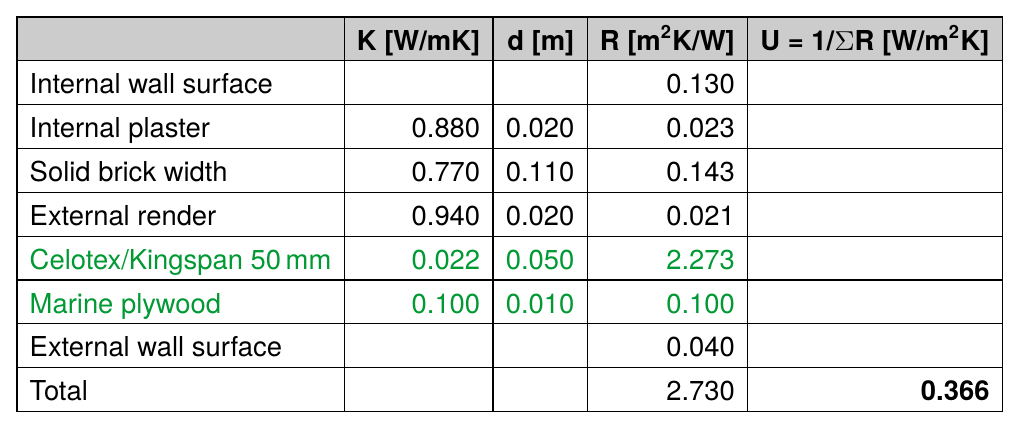 K [W/mK] d [m] R [m²K/W] U = 1/ΣR [W/m²K]
Internal wall surface 0.130
Internal plaster 0.880 0.020 0.023
Solid brick width 0.770 0.110 0.143
External render 0.940 0.020 0.021
Celotex/Kingspan 50 mm 0.022 0.050 2.273
Marine plywood 0.100 0.010 0.100
External wall surface 0.040
Total 2.730 0.366